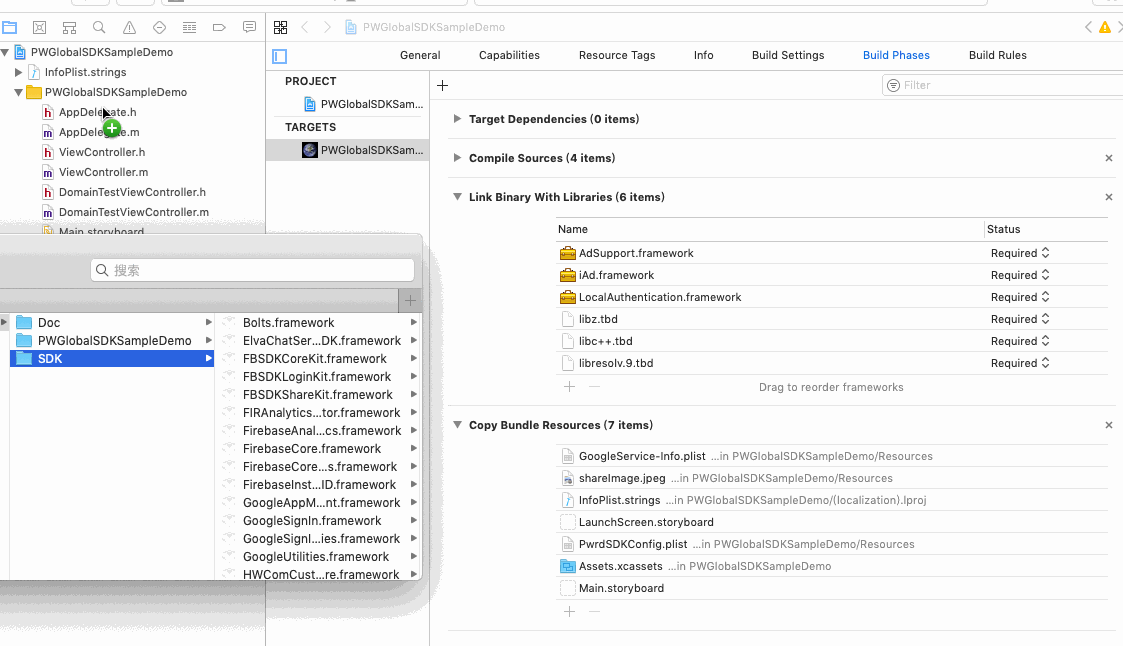 PWGlobalSDKSampleDemo
General Capabilities Resource Tags Info Build Settings Build Phases Build Rules
PWGlobalSDKSampleDemo
InfoPlist.strings
PWGlobalSDKSampleDemo
AppDelegate.h
AppDelegate.m
ViewController.h
ViewController.m
DomainTestViewController.h
DomainTestViewController.m
Main.storyboard
PROJECT
PWGlobalSDKSam...
TARGETS
PWGlobalSDKSam...
Filter
Target Dependencies (0 items)
Compile Sources (4 items)
Link Binary With Libraries (6 items)
Name Status
AdSupport.framework Required
iAd.framework Required
LocalAuthentication.framework Required
libz.tbd Required
libc++.tbd Required
libresolv.9.tbd Required
Drag to reorder frameworks
Copy Bundle Resources (7 items)
GoogleService-Info.plist ...in PWGlobalSDKSampleDemo/Resources
shareImage.jpeg ...in PWGlobalSDKSampleDemo/Resources
InfoPlist.strings ...in PWGlobalSDKSampleDemo/(localization).lproj
LaunchScreen.storyboard
PwrdSDKConfig.plist ...in PWGlobalSDKSampleDemo/Resources
Assets.xcassets ...in PWGlobalSDKSampleDemo
Main.storyboard
搜索
Doc
PWGlobalSDKSampleDemo
SDK
Bolts.framework
ElvaChatSer...DK.framework
FBSDKCoreKit.framework
FBSDKLoginKit.framework
FBSDKShareKit.framework
FIRAnalytics...tor.framework
FirebaseAnal...cs.framework
FirebaseCore.framework
FirebaseCore...s.framework
FirebaseInst...ID.framework
GoogleAppM...nt.framework
GoogleSignIn.framework
GoogleSignI...ies.framework
GoogleUtilities.framework
HWComCust...re.framework